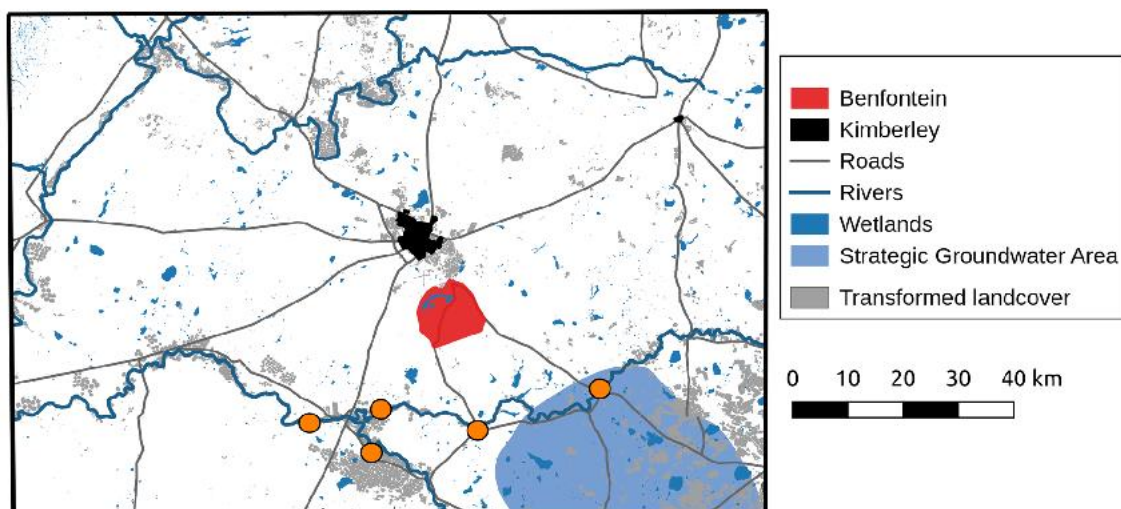 Benfontein
Kimberley
Roads
Rivers
Wetlands
Strategic Groundwater Area
Transformed landcover
0 10 20 30 40 km